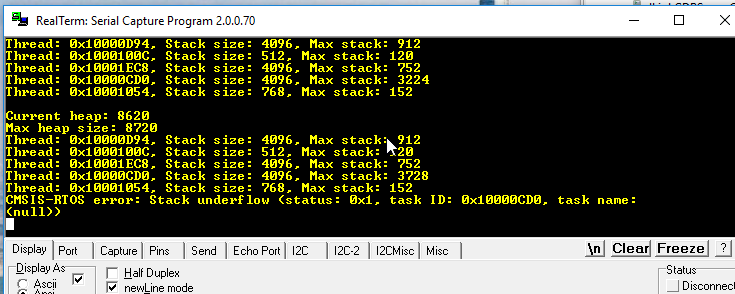 RealTerm: Serial Capture Program 2.0.0.70
Thread: 0x10000D94, Stack size: 4096, Max stack: 912
Thread: 0x1000100C, Stack size: 512, Max stack: 120
Thread: 0x10001EC8, Stack size: 4096, Max stack: 752
Thread: 0x10000CD0, Stack size: 4096, Max stack: 3224
Thread: 0x10001054, Stack size: 768, Max stack: 152
Current heap: 8620
Max heap size: 8720
Thread: 0x10000D94, Stack size: 4096, Max stack: 912
Thread: 0x1000100C, Stack size: 512, Max stack: 120
Thread: 0x10001EC8, Stack size: 4096, Max stack: 752
Thread: 0x10000CD0, Stack size: 4096, Max stack: 3728
Thread: 0x10001054, Stack size: 768, Max stack: 152
CMSIS-RTOS error: Stack underflow (status: 0x1, task ID: 0x10000CD0, task name:
(null))
Display Port Capture Pins Send Echo Port I2C I2C-2 I2CMisc Misc \n Clear Freeze ?
Display As Half Duplex Status
Ascii newLine mode Disconnect